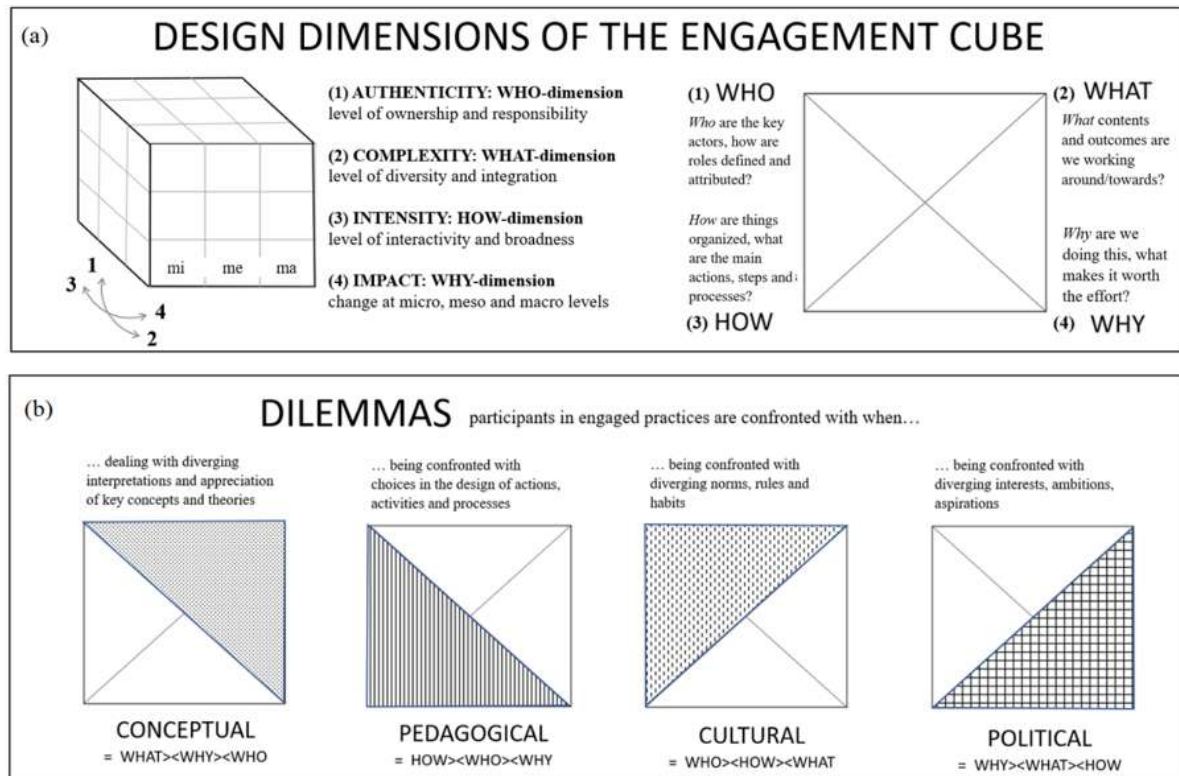 (a)
DESIGN DIMENSIONS OF THE ENGAGEMENT CUBE
mi me ma
1
3
4
2
(1) AUTHENTICITY: WHO-dimension
level of ownership and responsibility
(2) COMPLEXITY: WHAT-dimension
level of diversity and integration
(3) INTENSITY: HOW-dimension
level of interactivity and broadness
(4) IMPACT: WHY-dimension
change at micro, meso and macro levels
(1) WHO
Who are the key
actors, how are
roles defined and
attributed?
How are things
organized, what
are the main
actions, steps and
processes?
(3) HOW
(2) WHAT
What contents
and outcomes are
we working
around/towards?
Why are we
doing this, what
makes it worth
the effort?
(4) WHY
(b)
DILEMMAS participants in engaged practices are confronted with when…
… dealing with diverging
interpretations and appreciation
of key concepts and theories
CONCEPTUAL
= WHAT><WHY><WHO
… being confronted with
choices in the design of actions,
activities and processes
PEDAGOGICAL
= HOW><WHO><WHY
… being confronted with
diverging norms, rules and
habits
CULTURAL
= WHO><HOW><WHAT
… being confronted with
diverging interests, ambitions,
aspirations
POLITICAL
= WHY><WHAT><HOW